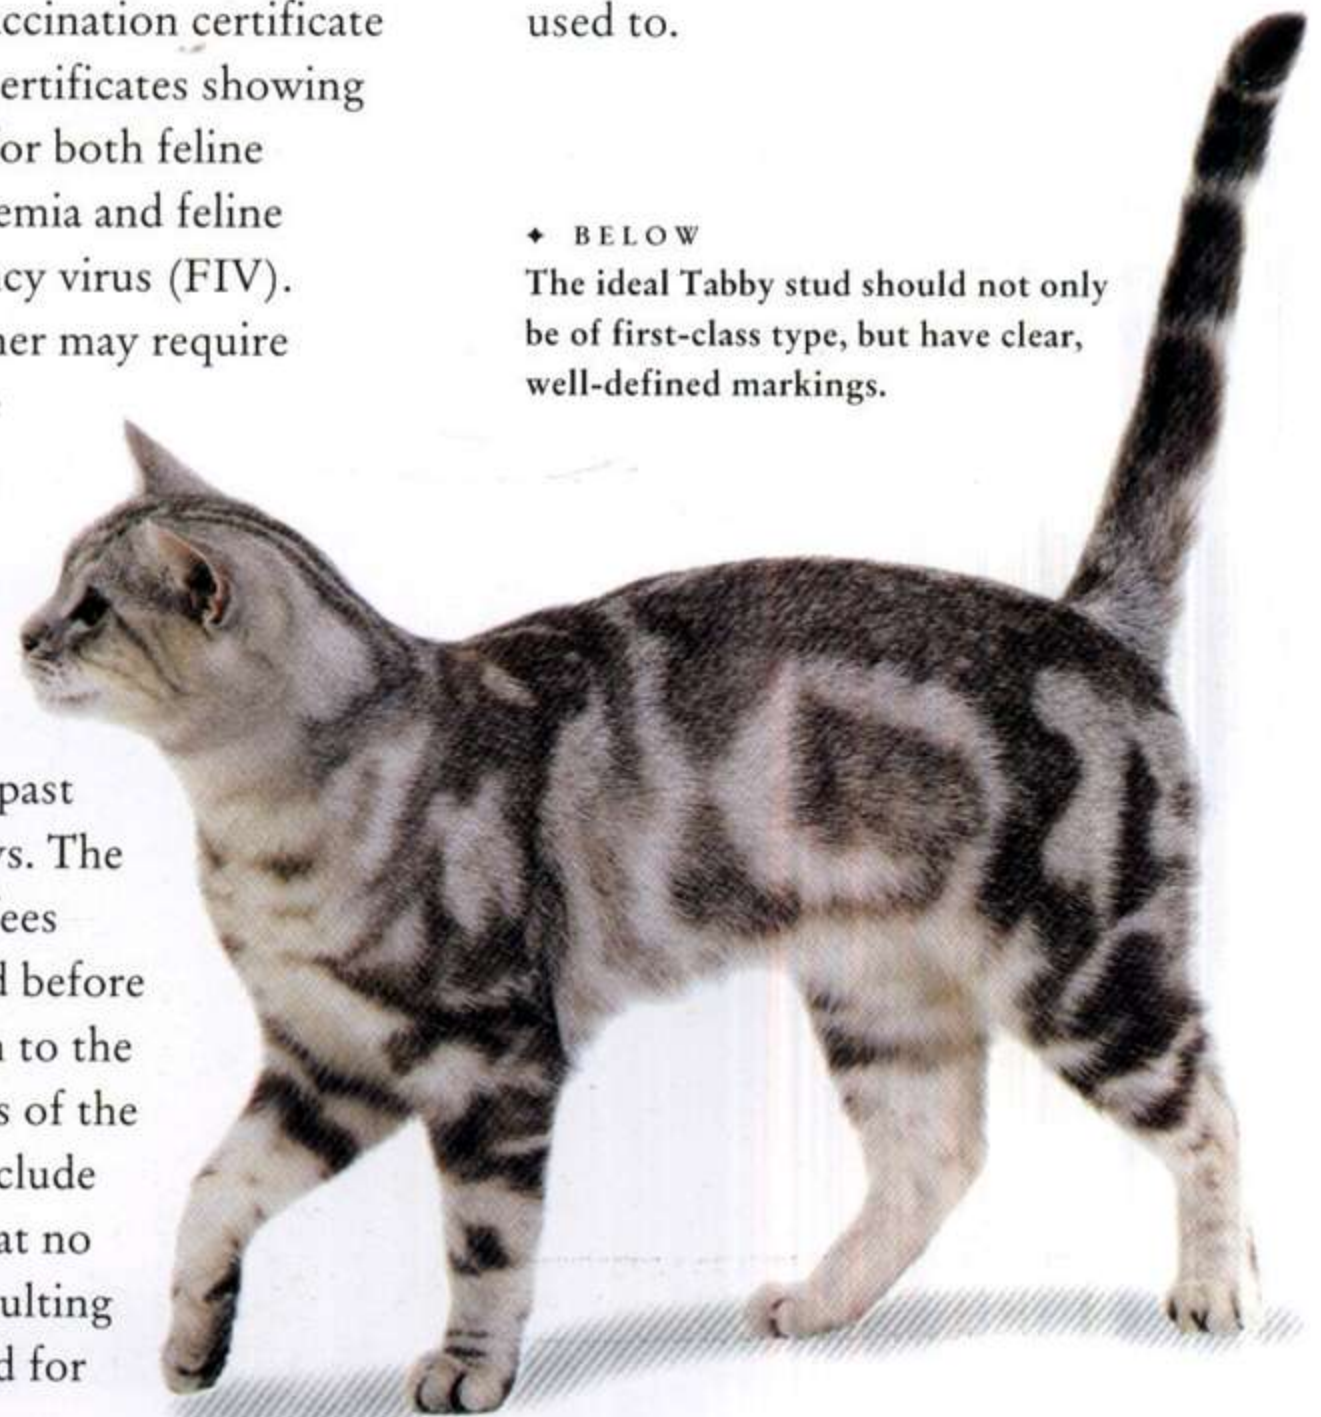 ccination certificate
ertificates showing
or both feline
emia and feline
cy virus (FIV).
er may require
past
s. The
ees
before
to the
s of the
clude
at no
ulting
d for
used to.
✦ BELOW
The ideal Tabby stud should not only
be of first-class type, but have clear,
well-defined markings.